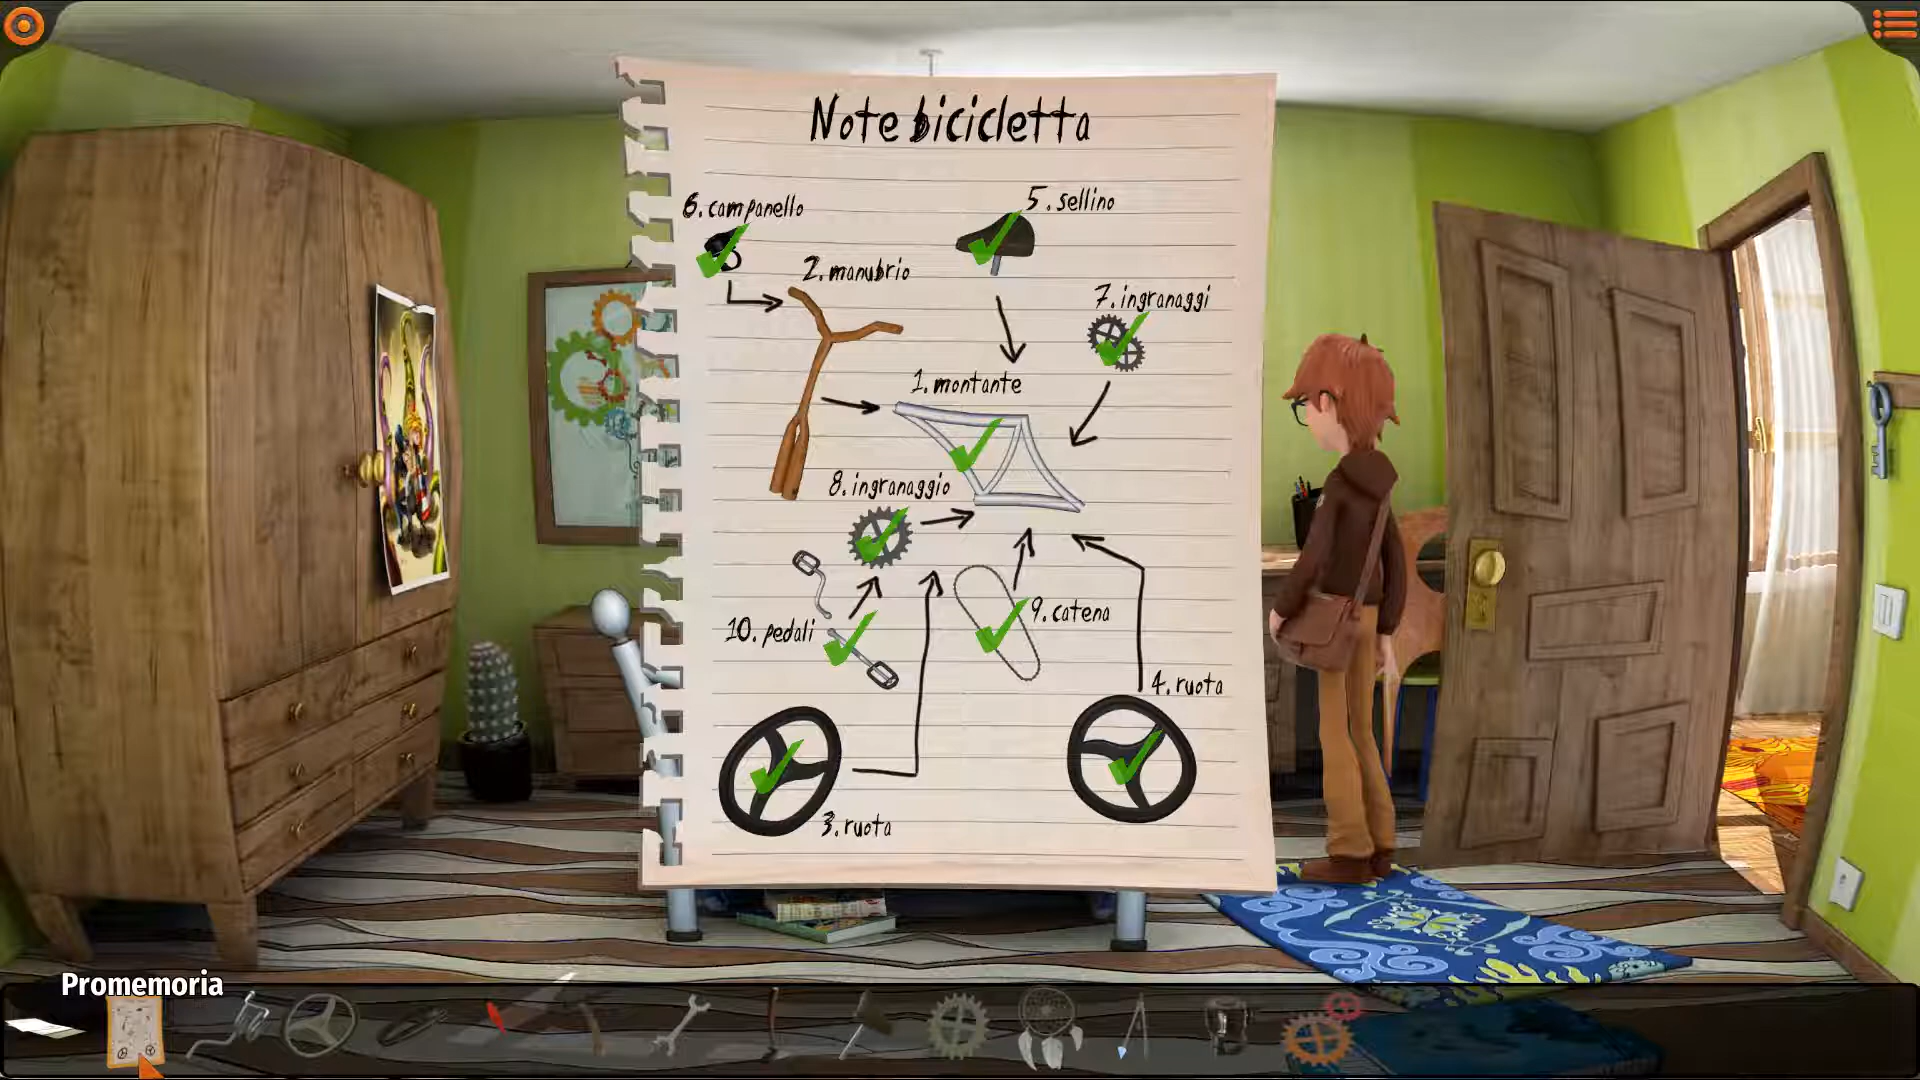 Note bicicletta
6. campanello
5. sellino
2. manubrio
7. ingranaggi
1. montante
8. ingranaggio
9. catena
10. pedali
4. ruota
3. ruota
Promemoria